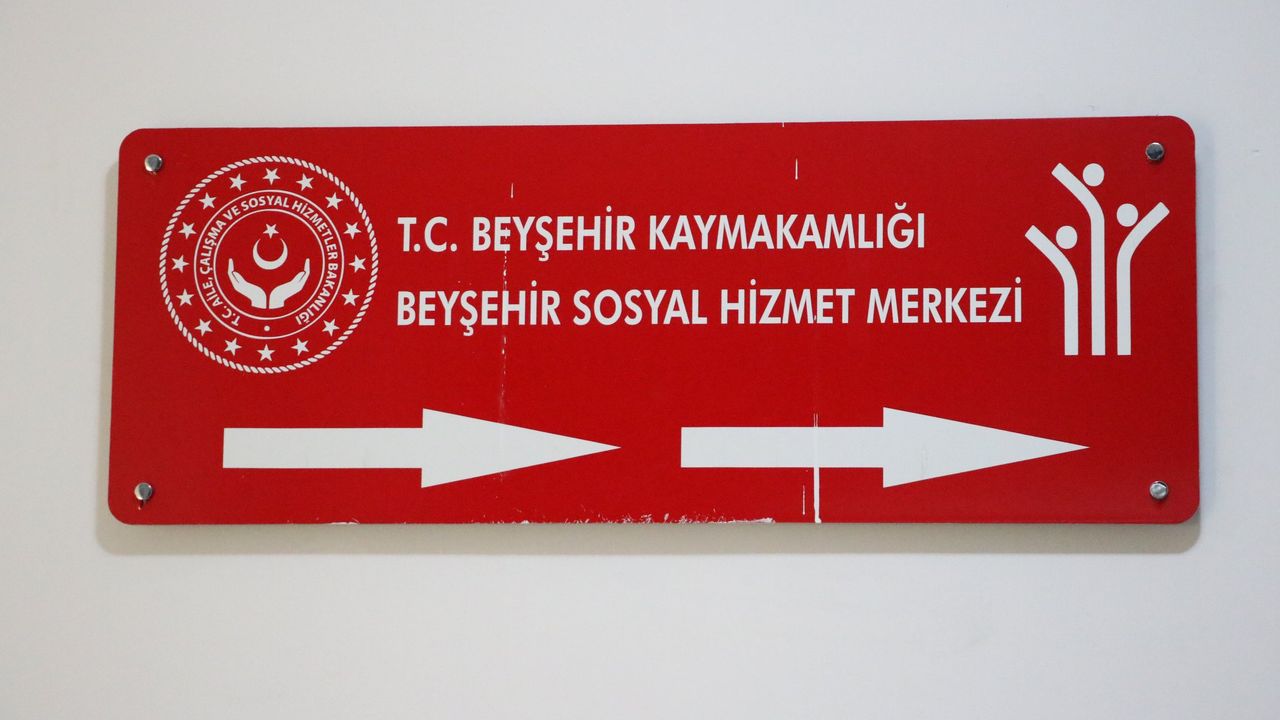 T.C. BEYŞEHİR KAYMAKAMLIĞI
BEYŞEHİR SOSYAL HİZMET MERKEZİ
T.C. AİLE, ÇALIŞMA VE SOSYAL HİZMETLER BAKANLIĞI